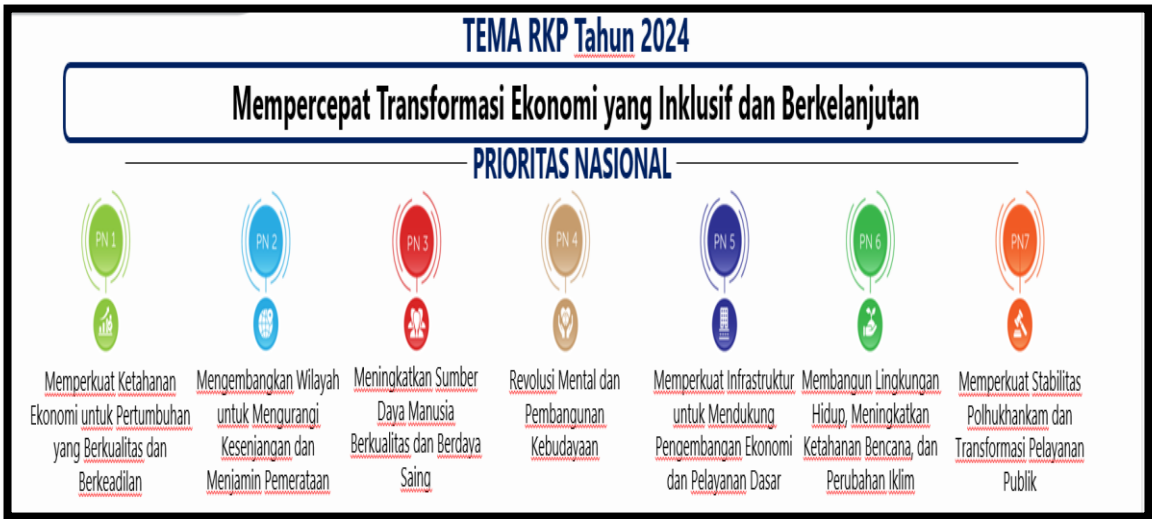 TEMA RKP Tahun 2024
Mempercepat Transformasi Ekonomi yang Inklusif dan Berkelanjutan
PRIORITAS NASIONAL
PN 1
Memperkuat Ketahanan
Ekonomi untuk Pertumbuhan
yang Berkualitas dan
Berkeadilan
PN 2
Mengembangkan Wilayah
untuk Mengurangi
Kesenjangan dan
Menjamin Pemerataan
PN 3
Meningkatkan Sumber
Daya Manusia
Berkualitas dan Berdaya
Saing
PN 4
Revolusi Mental dan
Pembangunan
Kebudayaan
PN 5
Memperkuat Infrastruktur
untuk Mendukung
Pengembangan Ekonomi
dan Pelayanan Dasar
PN 6
Membangun Lingkungan
Hidup, Meningkatkan
Ketahanan Bencana, dan
Perubahan Iklim
PN7
Memperkuat Stabilitas
Polhukhankam dan
Transformasi Pelayanan
Publik